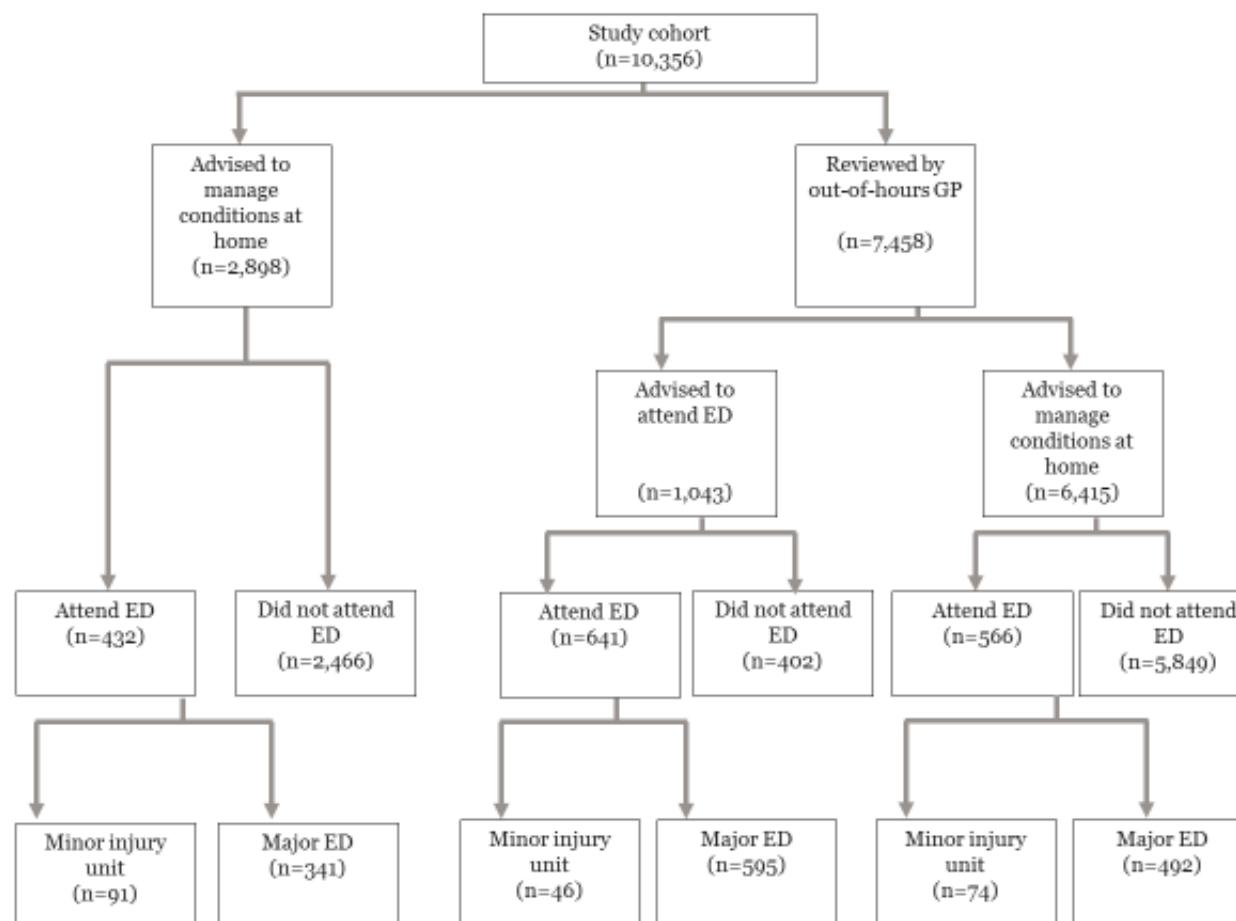 Study cohort
(n=10,356)
Advised to
manage
conditions at
home
(n=2,898)
Reviewed by
out-of-hours GP
(n=7,458)
Advised to
attend ED
(n=1,043)
Advised to
manage
conditions at
home
(n=6,415)
Attend ED
(n=432)
Did not attend
ED
(n=2,466)
Attend ED
(n=641)
Did not attend
ED
(n=402)
Attend ED
(n=566)
Did not attend
ED
(n=5,849)
Minor injury
unit
(n=91)
Major ED
(n=341)
Minor injury
unit
(n=46)
Major ED
(n=595)
Minor injury
unit
(n=74)
Major ED
(n=492)